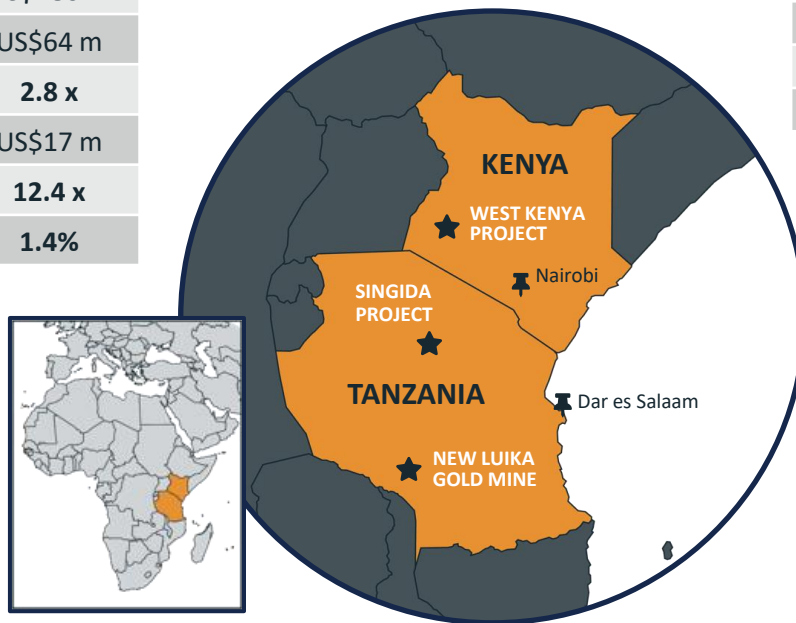 US$64 m
2.8 x
US$17 m
12.4 x
1.4%
KENYA
WEST KENYA
PROJECT
Nairobi
SINGIDA
PROJECT
TANZANIA
Dar es Salaam
NEW LUIKA
GOLD MINE